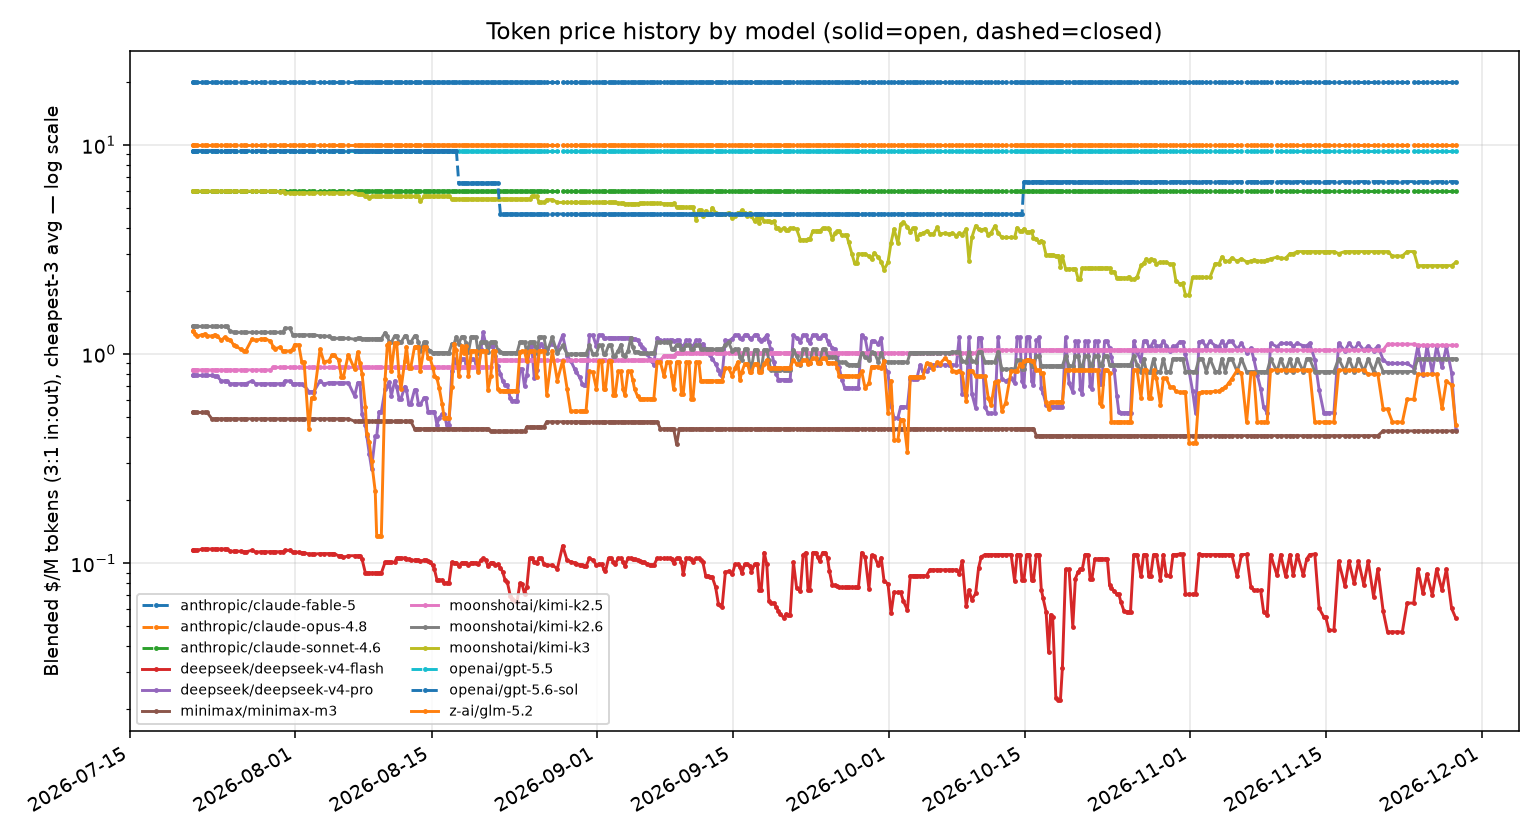 Token price history by model (solid=open, dashed=closed)
Blended $/M tokens (3:1 in:out), cheapest-3 avg — log scale
10¹
10⁰
10⁻¹
anthropic/claude-fable-5
anthropic/claude-opus-4.8
anthropic/claude-sonnet-4.6
deepseek/deepseek-v4-flash
deepseek/deepseek-v4-pro
minimax/minimax-m3
moonshotai/kimi-k2.5
moonshotai/kimi-k2.6
moonshotai/kimi-k3
openai/gpt-5.5
openai/gpt-5.6-sol
z-ai/glm-5.2
2026-07-15
2026-08-01
2026-08-15
2026-09-01
2026-09-15
2026-10-01
2026-10-15
2026-11-01
2026-11-15
2026-12-01